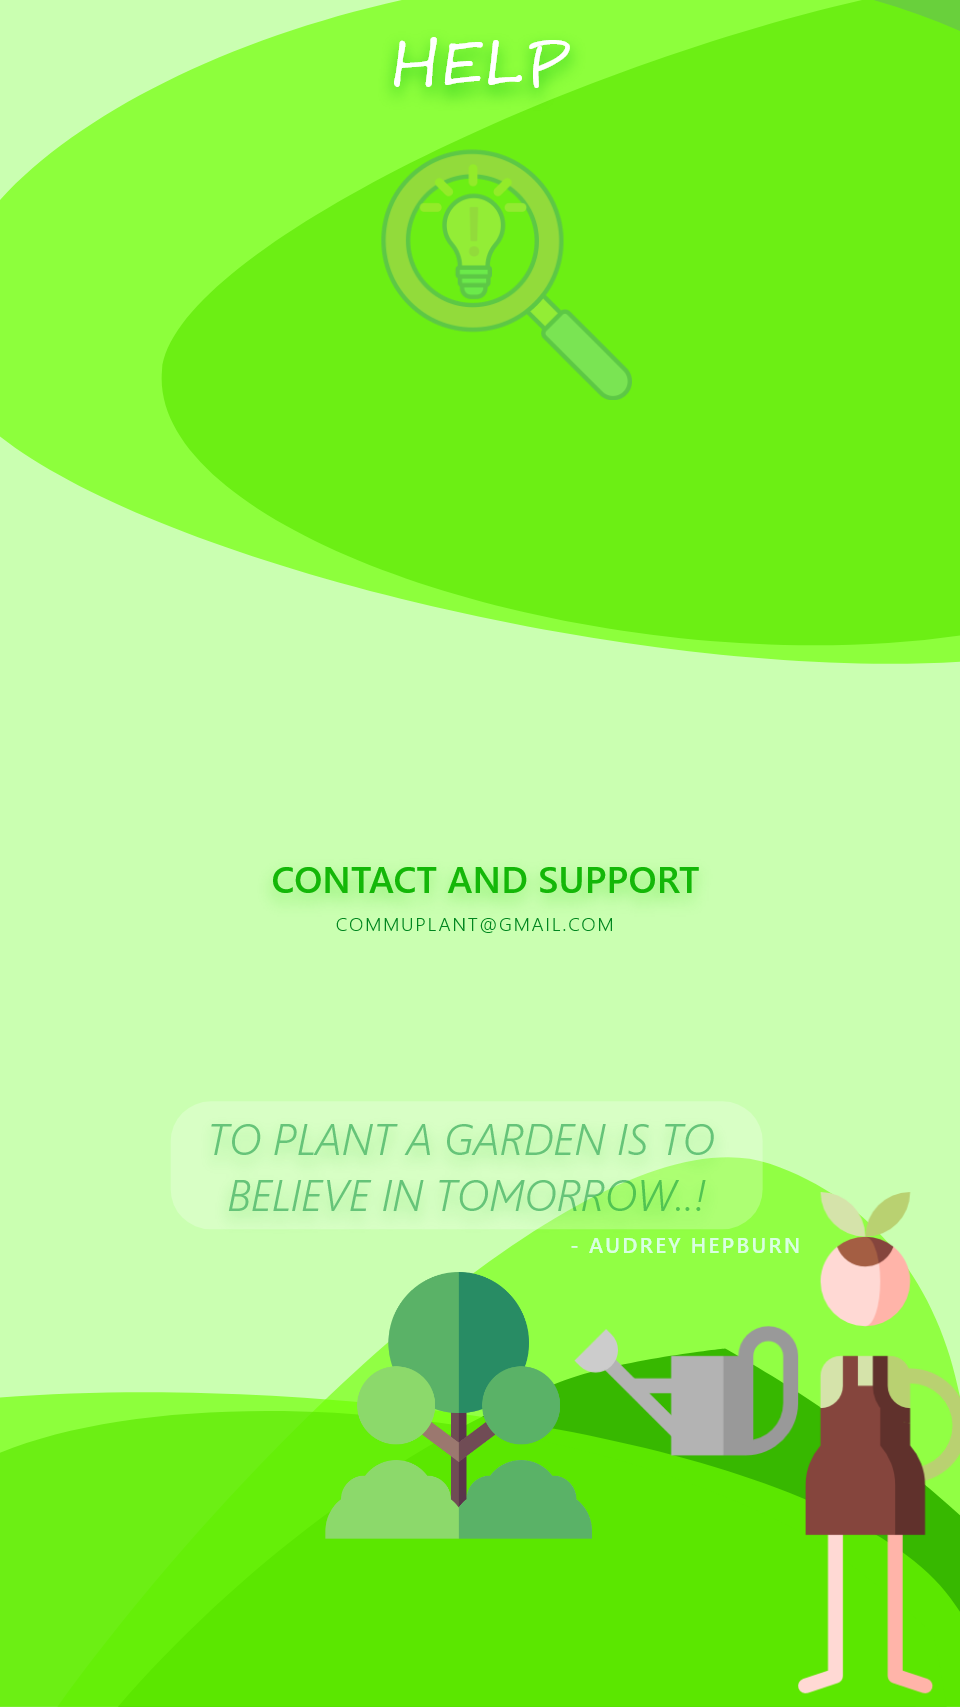 HELP
CONTACT AND SUPPORT
COMMUPLANT@GMAIL.COM
TO PLANT A GARDEN IS TO
BELIEVE IN TOMORROW..!
- AUDREY HEPBURN